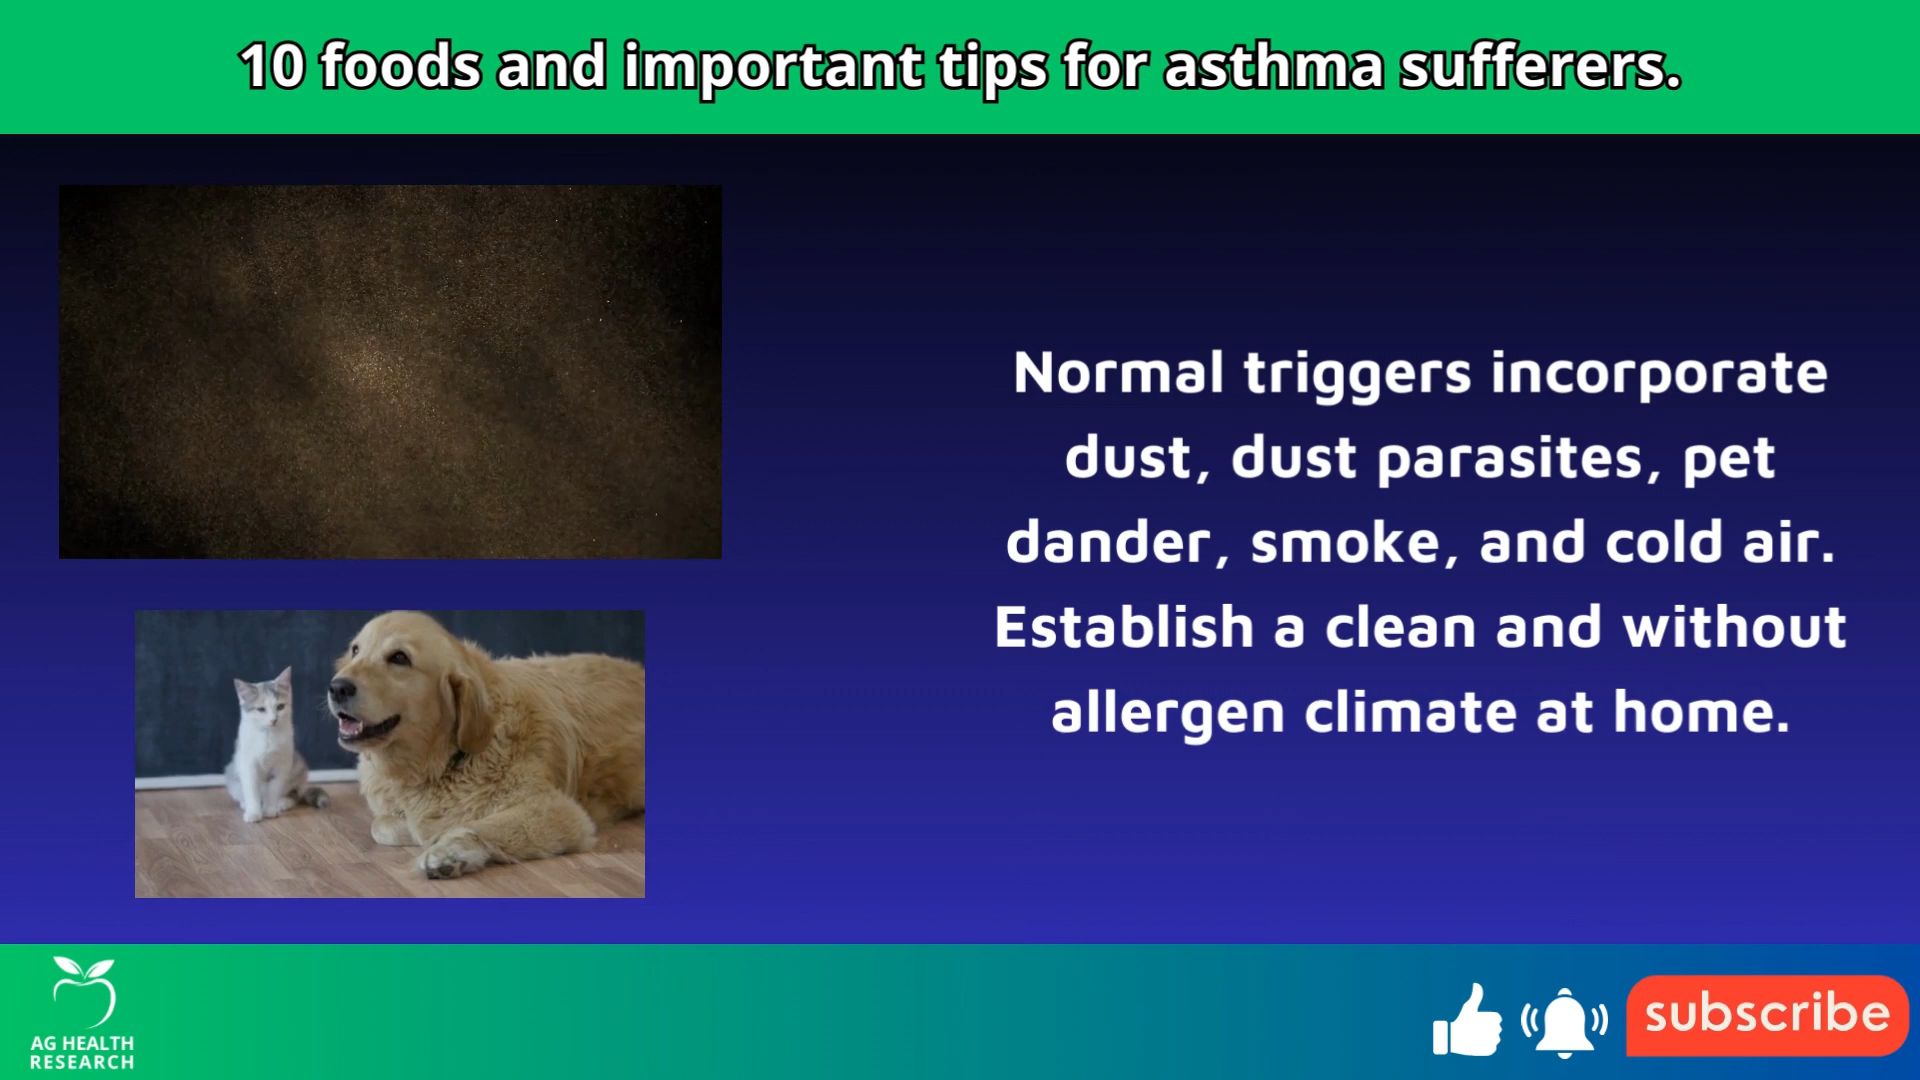 10 foods and important tips for asthma sufferers.
Normal triggers incorporate
dust, dust parasites, pet
dander, smoke, and cold air.
Establish a clean and without
allergen climate at home.
AG HEALTH
RESEARCH
subscribe